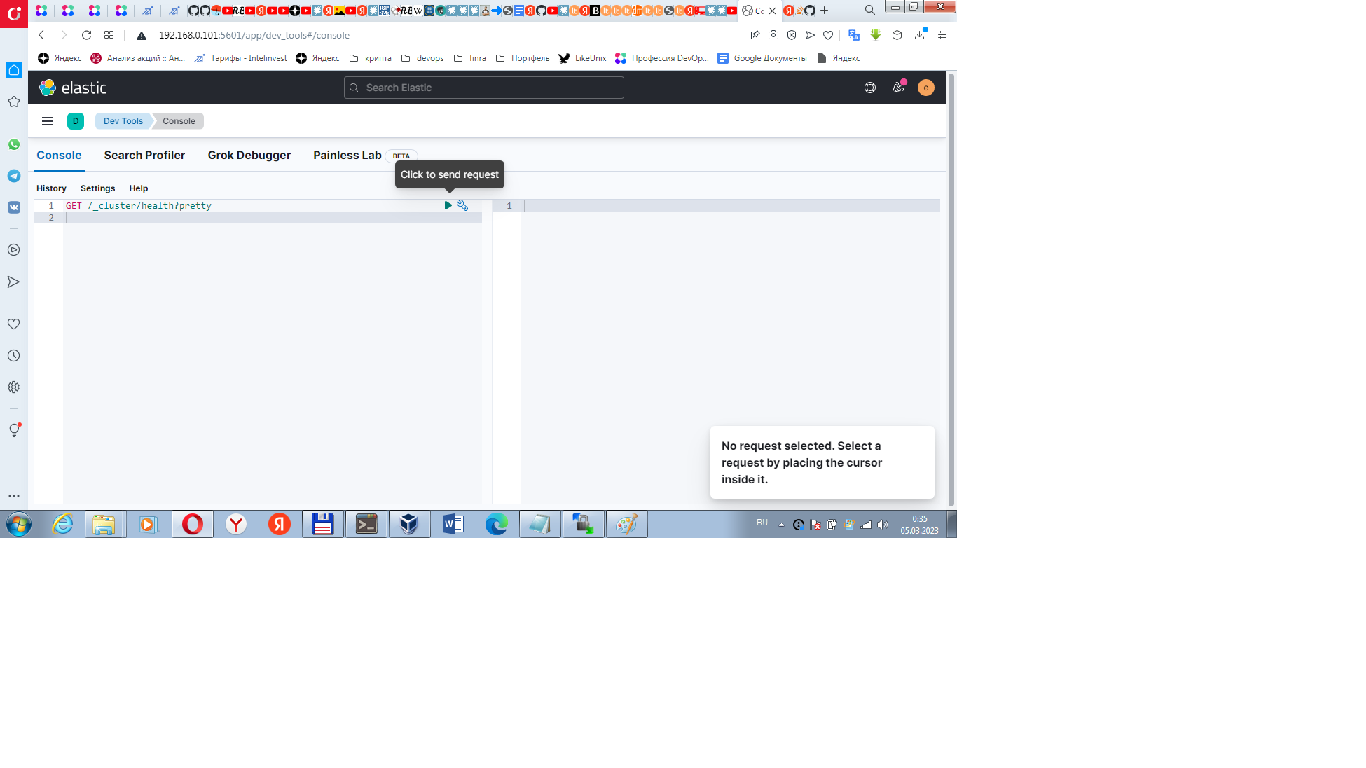 Co
192.168.0.101:5601/app/dev_tools#/console
Яндекс Анализ акций :: Ан... Тарифы - IntelInvest Яндекс крипта devops Портфель LikeUnix Профессия DevOp... Google Документы Яндекс
elastic Search Elastic
D Dev Tools Console
Console Search Profiler Grok Debugger Painless Lab BETA
Click to send request
History Settings Help
1 GET /_cluster/health?pretty 1
2
No request selected. Select a
request by placing the cursor
inside it.
RU 0:35
05.03.2023